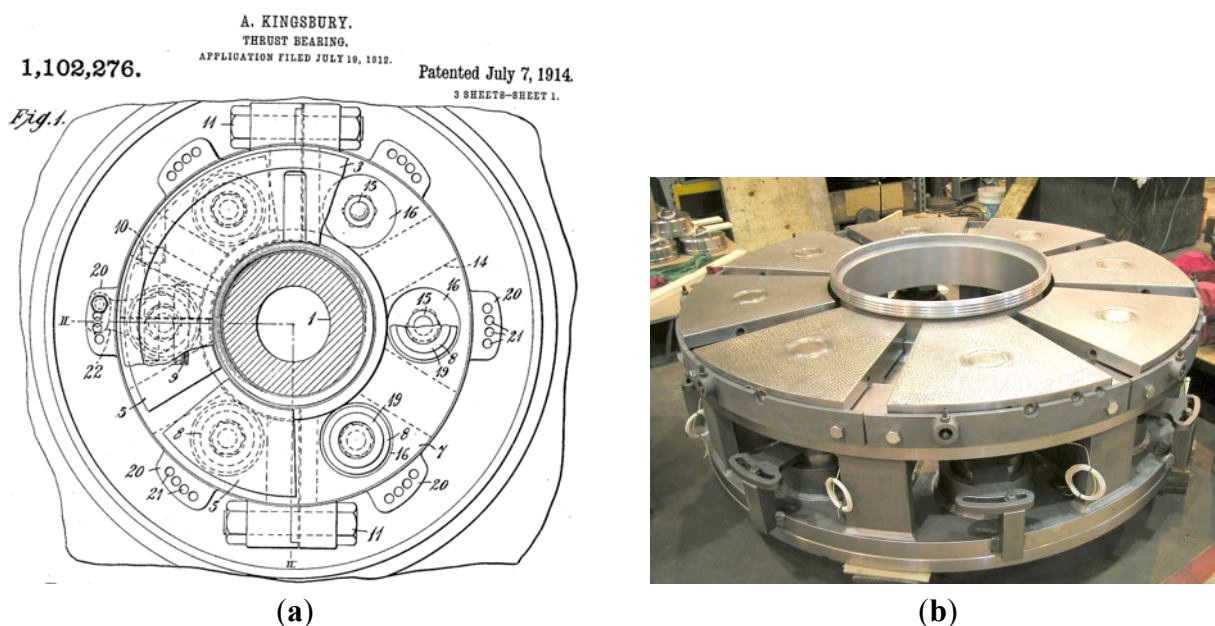 A. KINGSBURY.
THRUST BEARING.
APPLICATION FILED JULY 19, 1912.
1,102,276.
Patented July 7, 1914.
3 SHEETS—SHEET 1.
Fig. 1.
11
3
15
16
10
14
20
16
20
15
II
1
21
8
22
9
19
5
19
8
8
16
7
20
20
21
5
11
II
(a)
(b)